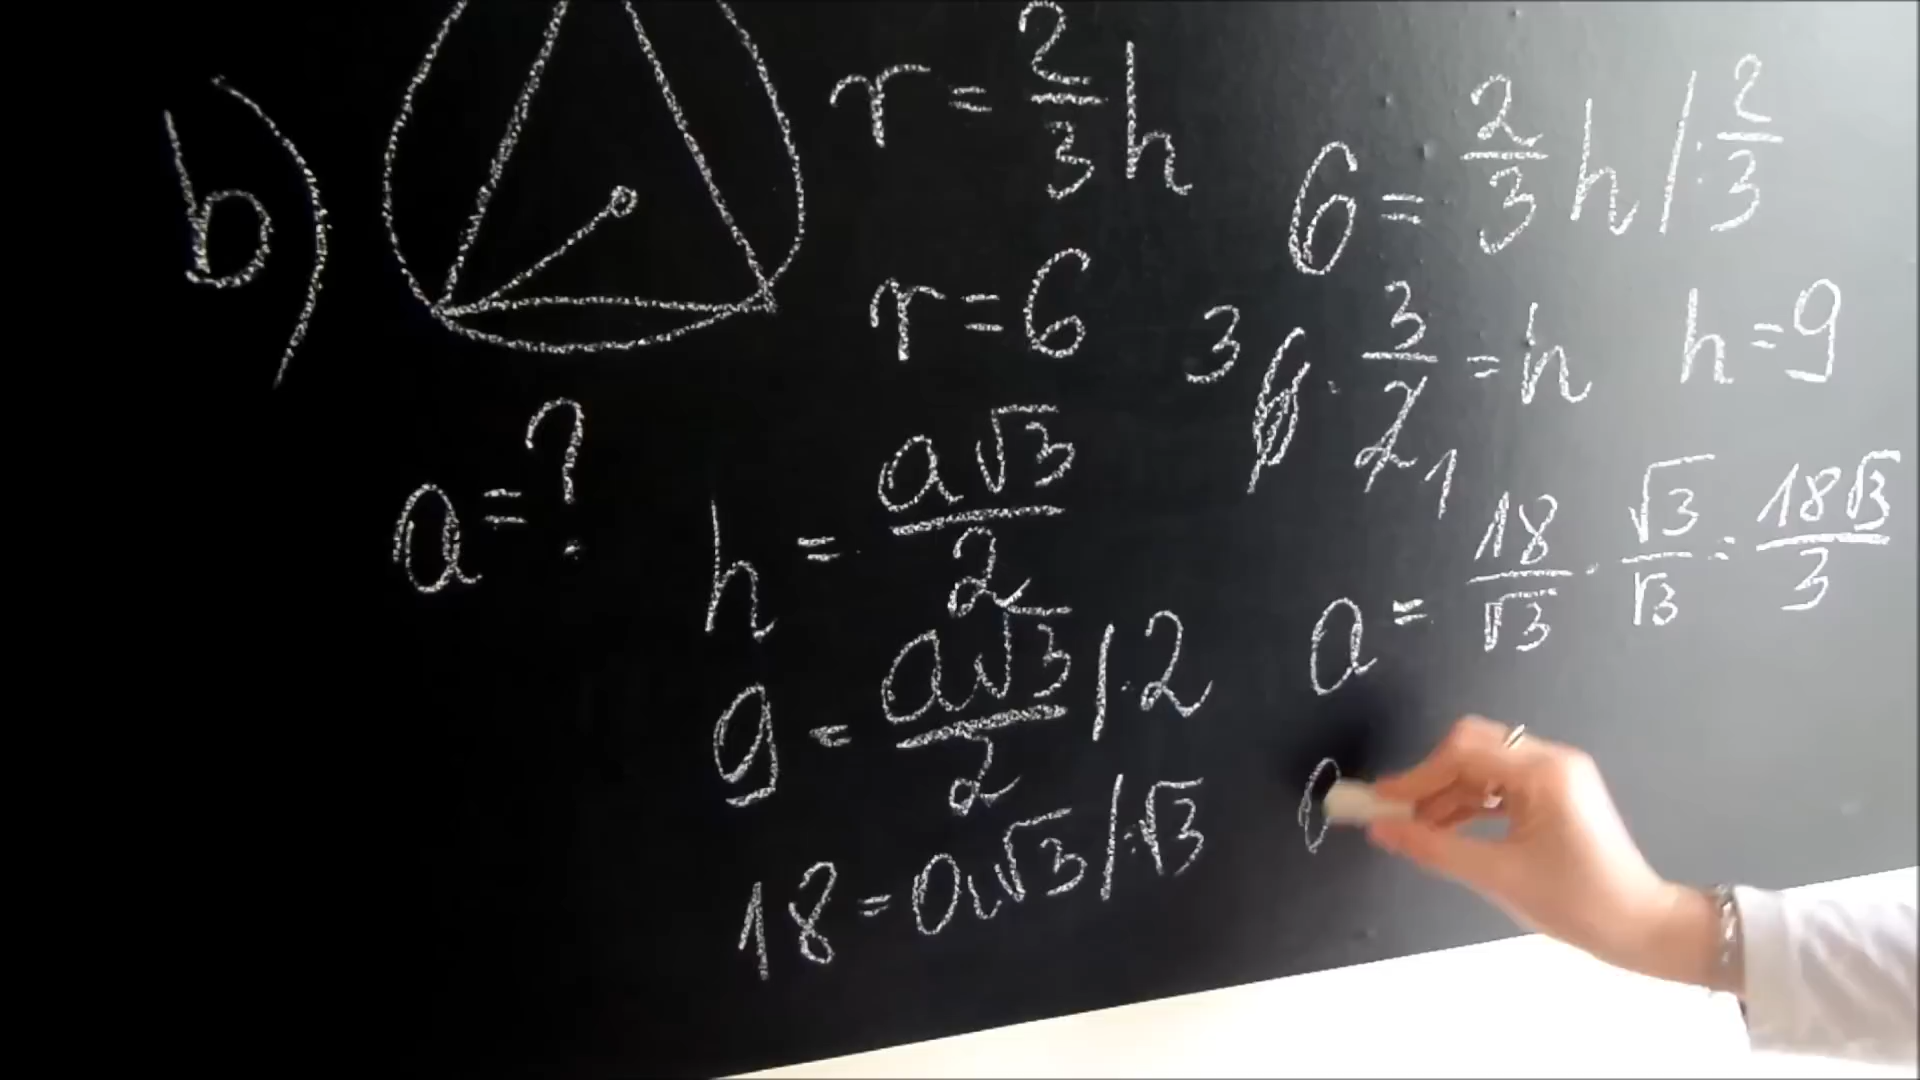 b)
r = 2/3 h
r = 6
6 = 2/3 h | : 2/3
3 6 · 3/2 1 = h
h = 9
a = ?
h = a√3/2
9 = a√3/2 | · 2
18 = a√3 | : √3
a = 18/√3 · √3/√3 = 18√3/3
a